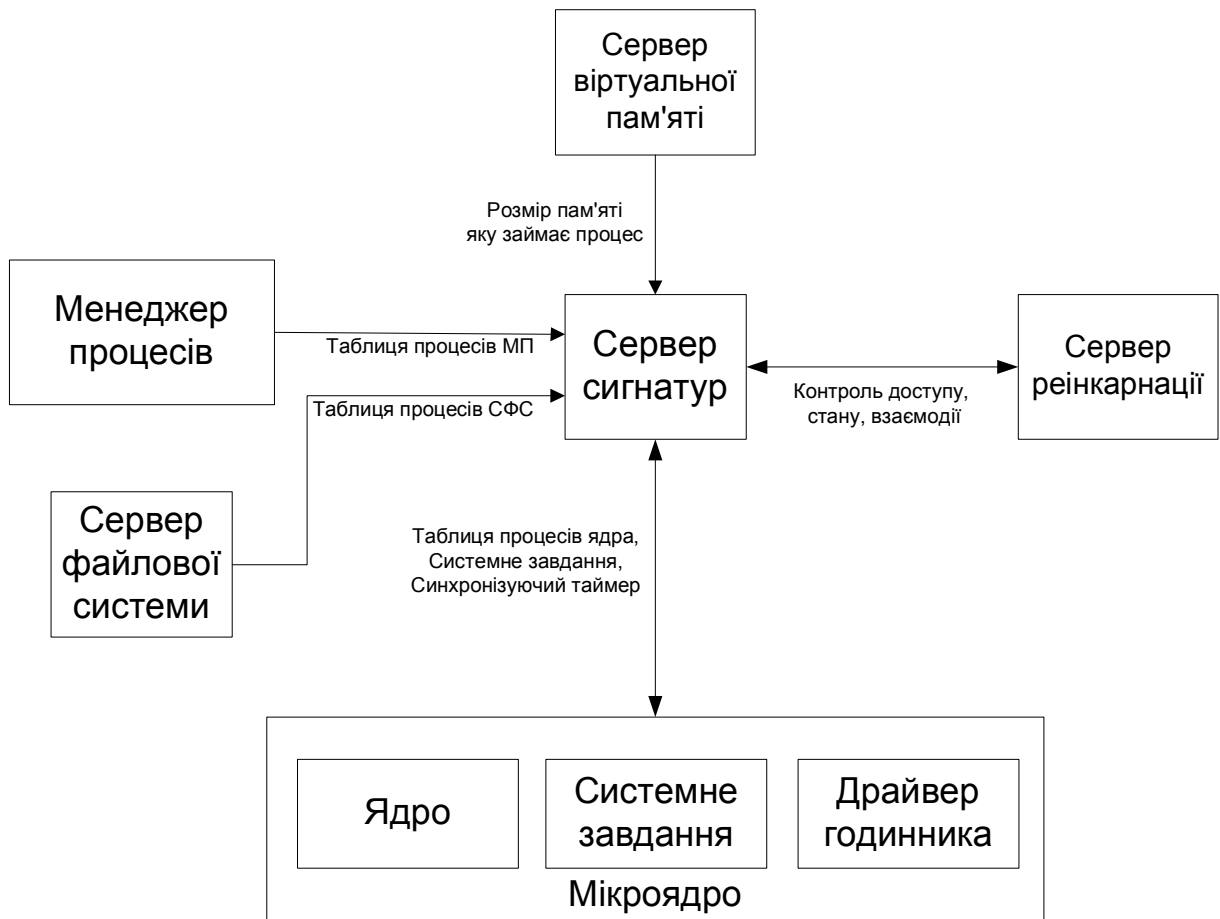 Сервер
віртуальної
пам'яті
Розмір пам'яті
яку займає процес
Менеджер
процесів
Таблиця процесів МП
Сервер
сигнатур
Контроль доступу,
стану, взаємодії
Сервер
реінкарнації
Таблиця процесів СФС
Сервер
файлової
системи
Таблиця процесів ядра,
Системне завдання,
Синхронізуючий таймер
Ядро
Системне
завдання
Драйвер
годинника
Мікроядро